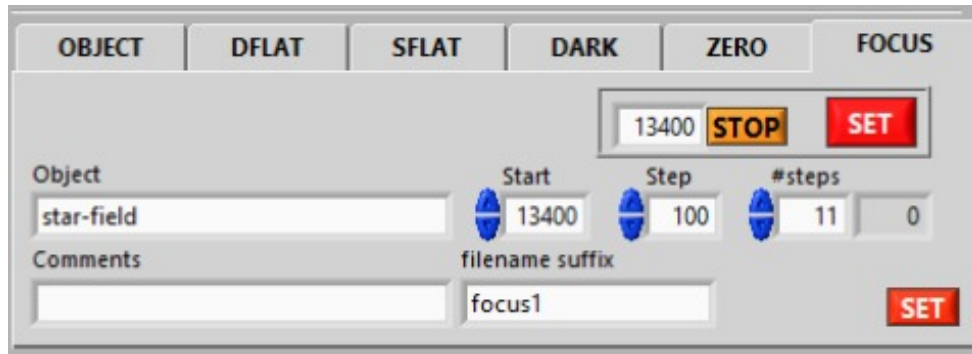 OBJECT DFLAT SFLAT DARK ZERO FOCUS
13400 STOP SET
Object Start Step #steps
star-field 13400 100 11 0
Comments filename suffix
focus1 SET